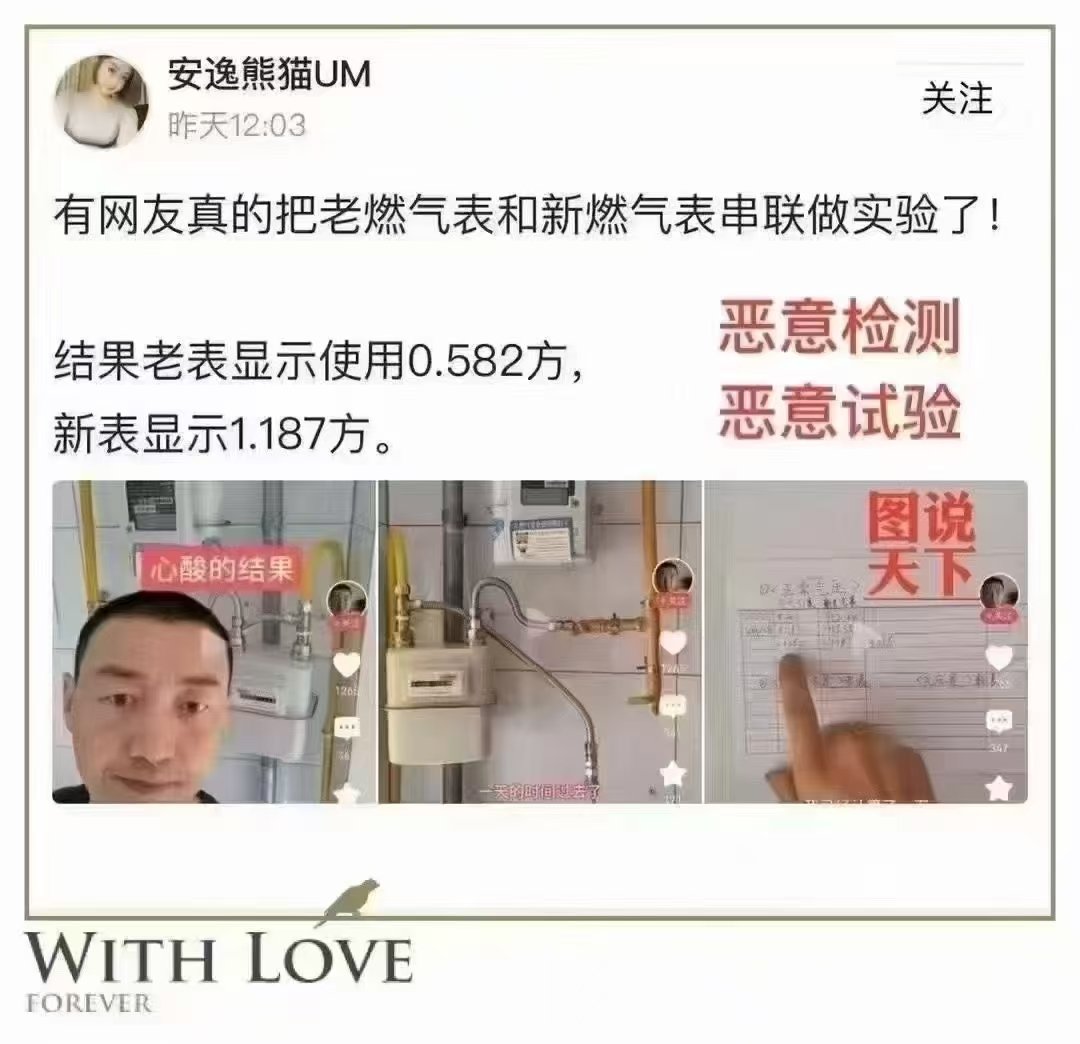 安逸熊猫UM
昨天12:03
关注
有网友真的把老燃气表和新燃气表串联做实验了！
结果老表显示使用0.582方，
新表显示1.187方。
恶意检测
恶意试验
心酸的结果
一天的时间过去了
图说
天下
347
WITH LOVE
FOREVER